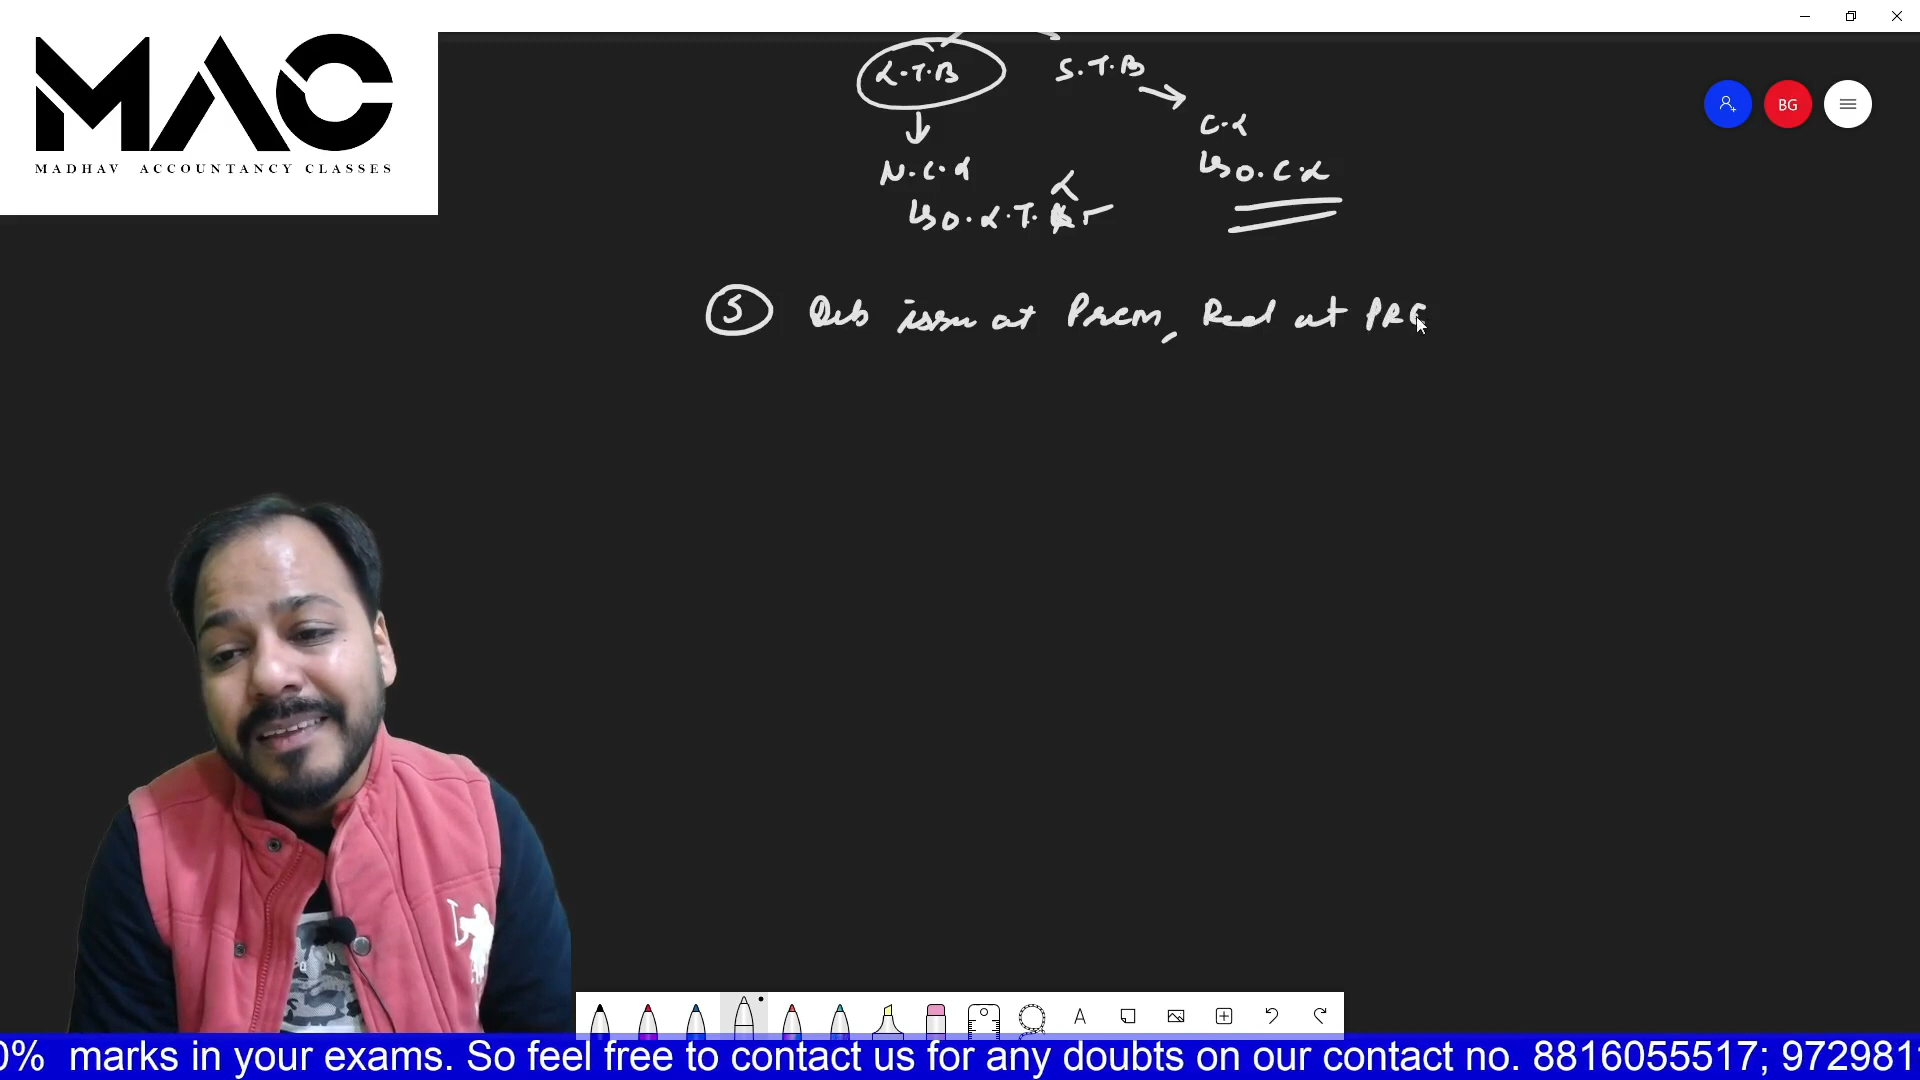 MAC
MADHAV ACCOUNTANCY CLASSES
L.T.B
S.T.B
C.L
N.C.L
L
O.C.L
O.L.T.
BG
5 Deb issu at Prem, Red at PRE
0% marks in your exams. So feel free to contact us for any doubts on our contact no. 8816055517; 972981